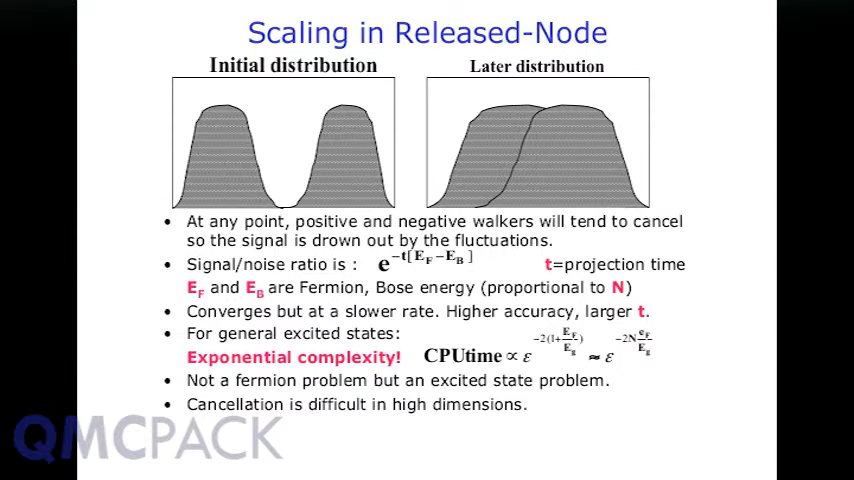 Scaling in Released-Node
Initial distribution
Later distribution
• At any point, positive and negative walkers will tend to cancel
so the signal is drown out by the fluctuations.
• Signal/noise ratio is : e^{-t[E_F-E_B]} t=projection time
E_F and E_B are Fermion, Bose energy (proportional to N)
• Converges but at a slower rate. Higher accuracy, larger t.
• For general excited states:
Exponential complexity! CPUtime ∝ ε^{-2(1+\frac{E_F}{E_g})} ≈ ε^{-2N\frac{e_F}{E_g}}
• Not a fermion problem but an excited state problem.
• Cancellation is difficult in high dimensions.
QMCPACK